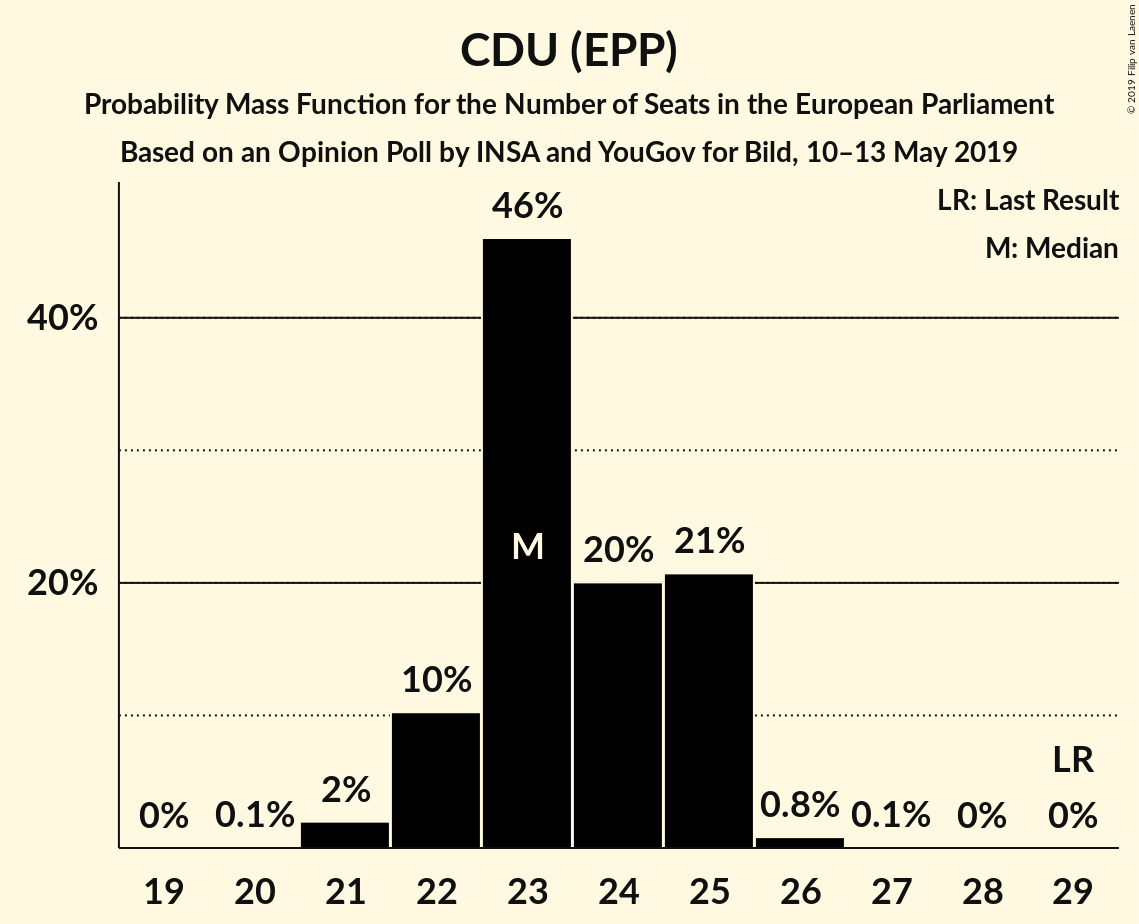 CDU (EPP)
Probability Mass Function for the Number of Seats in the European Parliament
Based on an Opinion Poll by INSA and YouGov for Bild, 10–13 May 2019
© 2019 Filip van Laenen
LR: Last Result
M: Median
46%
40%
M
20%
21%
20%
10%
LR
2%
0%
0.1%
0.8%
0.1%
0%
0%
19 20 21 22 23 24 25 26 27 28 29